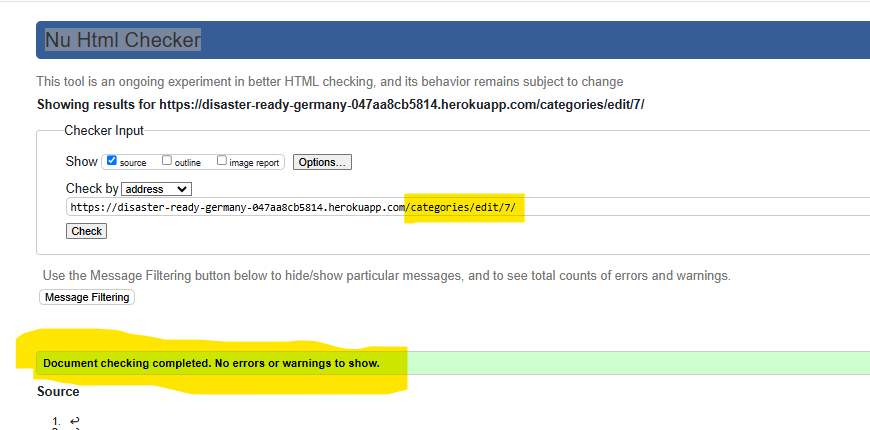 Nu Html Checker
This tool is an ongoing experiment in better HTML checking, and its behavior remains subject to change
Showing results for https://disaster-ready-germany-047aa8cb5814.herokuapp.com/categories/edit/7/
Checker Input
Show source outline image report Options...
Check by address
https://disaster-ready-germany-047aa8cb5814.herokuapp.com/categories/edit/7/
Check
Use the Message Filtering button below to hide/show particular messages, and to see total counts of errors and warnings.
Message Filtering
Document checking completed. No errors or warnings to show.
Source
1. ↩